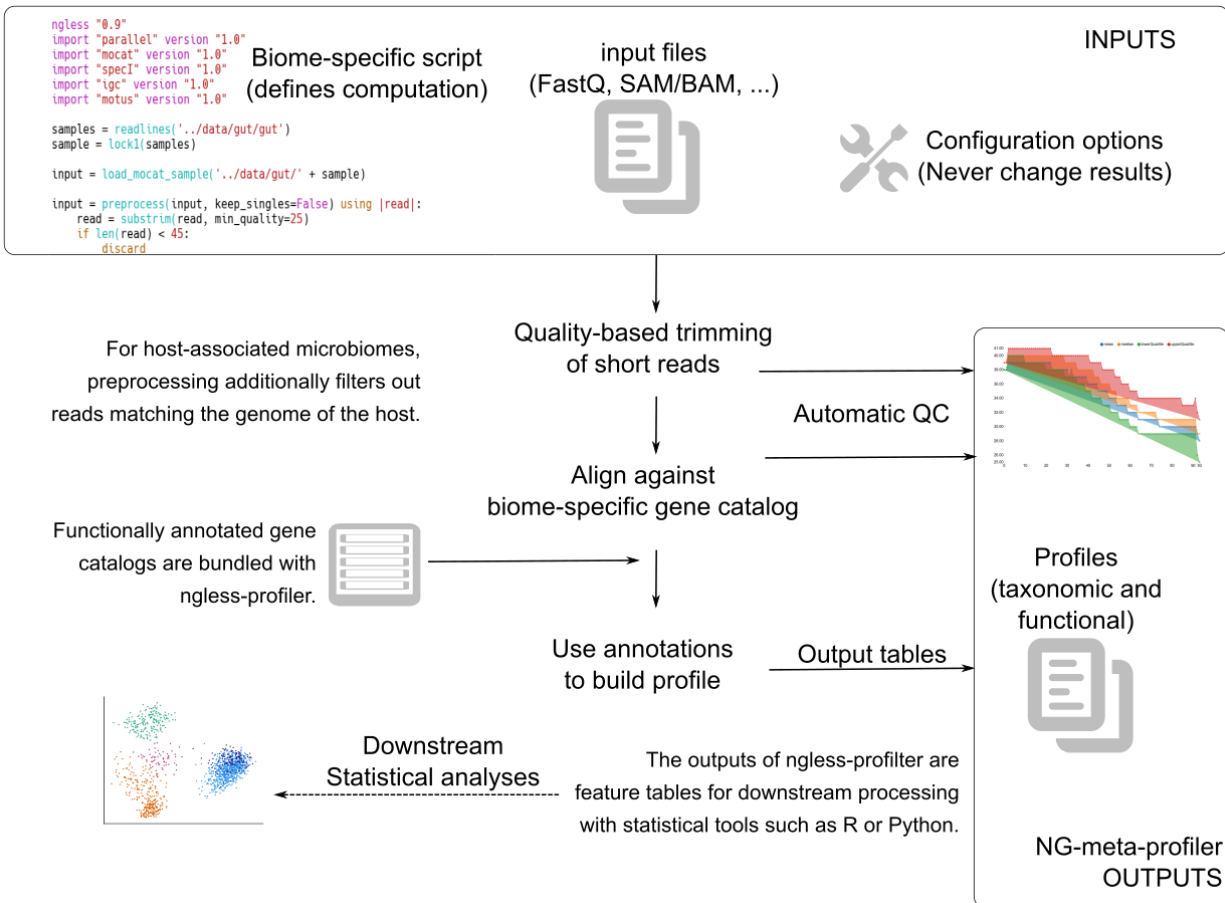 ngless "0.9"
import "parallel" version "1.0"
import "mocat" version "1.0"
import "specI" version "1.0"
import "igc" version "1.0"
import "motus" version "1.0"
samples = readlines('../data/gut/gut')
sample = lock1(samples)
input = load_mocat_sample('../data/gut/' + sample)
input = preprocess(input, keep_singles=False) using |read|:
read = substrim(read, min_quality=25)
if len(read) < 45:
discard
Biome-specific script
(defines computation)
input files
(FastQ, SAM/BAM, ...)
INPUTS
Configuration options
(Never change results)
Quality-based trimming
of short reads
For host-associated microbiomes,
preprocessing additionally filters out
reads matching the genome of the host.
Automatic QC
Align against
biome-specific gene catalog
Functionally annotated gene
catalogs are bundled with
ngless-profiler.
Use annotations
to build profile
Output tables
Profiles
(taxonomic and
functional)
Downstream
Statistical analyses
The outputs of ngless-profilter are
feature tables for downstream processing
with statistical tools such as R or Python.
NG-meta-profiler
OUTPUTS